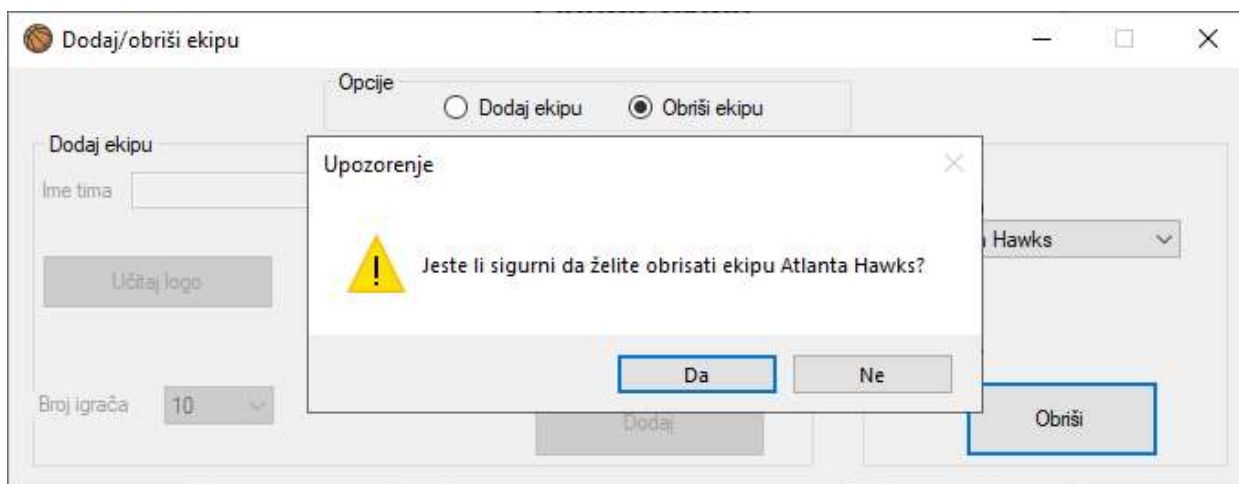 Dodaj/obriši ekipu
Opcije
Dodaj ekipu
Obriši ekipu
Dodaj ekipu
Ime tima
Upozorenje
Jeste li sigurni da želite obrisati ekipu Atlanta Hawks?
Hawks
Učitaj logo
Da
Ne
Broj igrača
10
Dodaj
Obriši